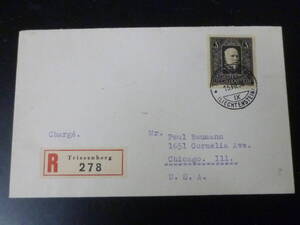 (LIECHTENSTEIN)
Chargé.
Mr. Paul Baumann
1651 Cornelia Ave.
Chicago. Ill.
U. S. A.
R Triesenberg
278